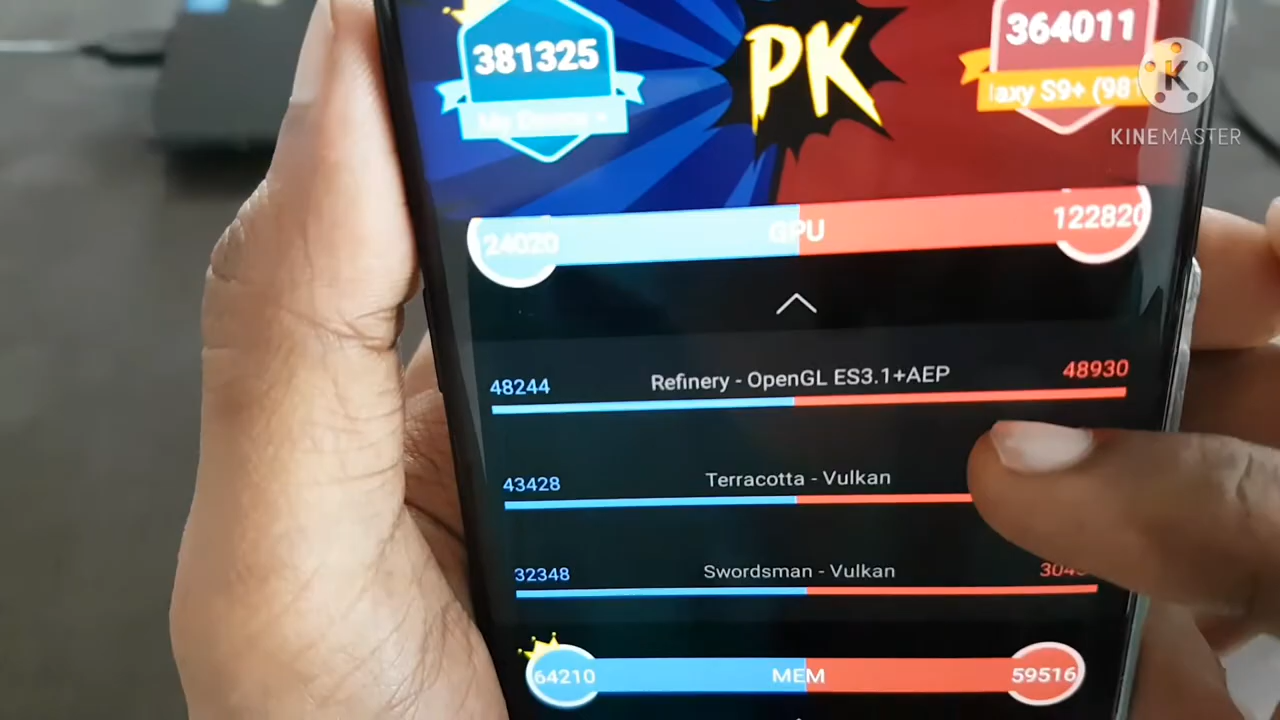 381325
PK
364011
laxy S9+ (98
K
KINEMASTER
GPU
122820
48244 Refinery - OpenGL ES3.1+AEP 48930
43428 Terracotta - Vulkan
32348 Swordsman - Vulkan
64210 MEM 59516